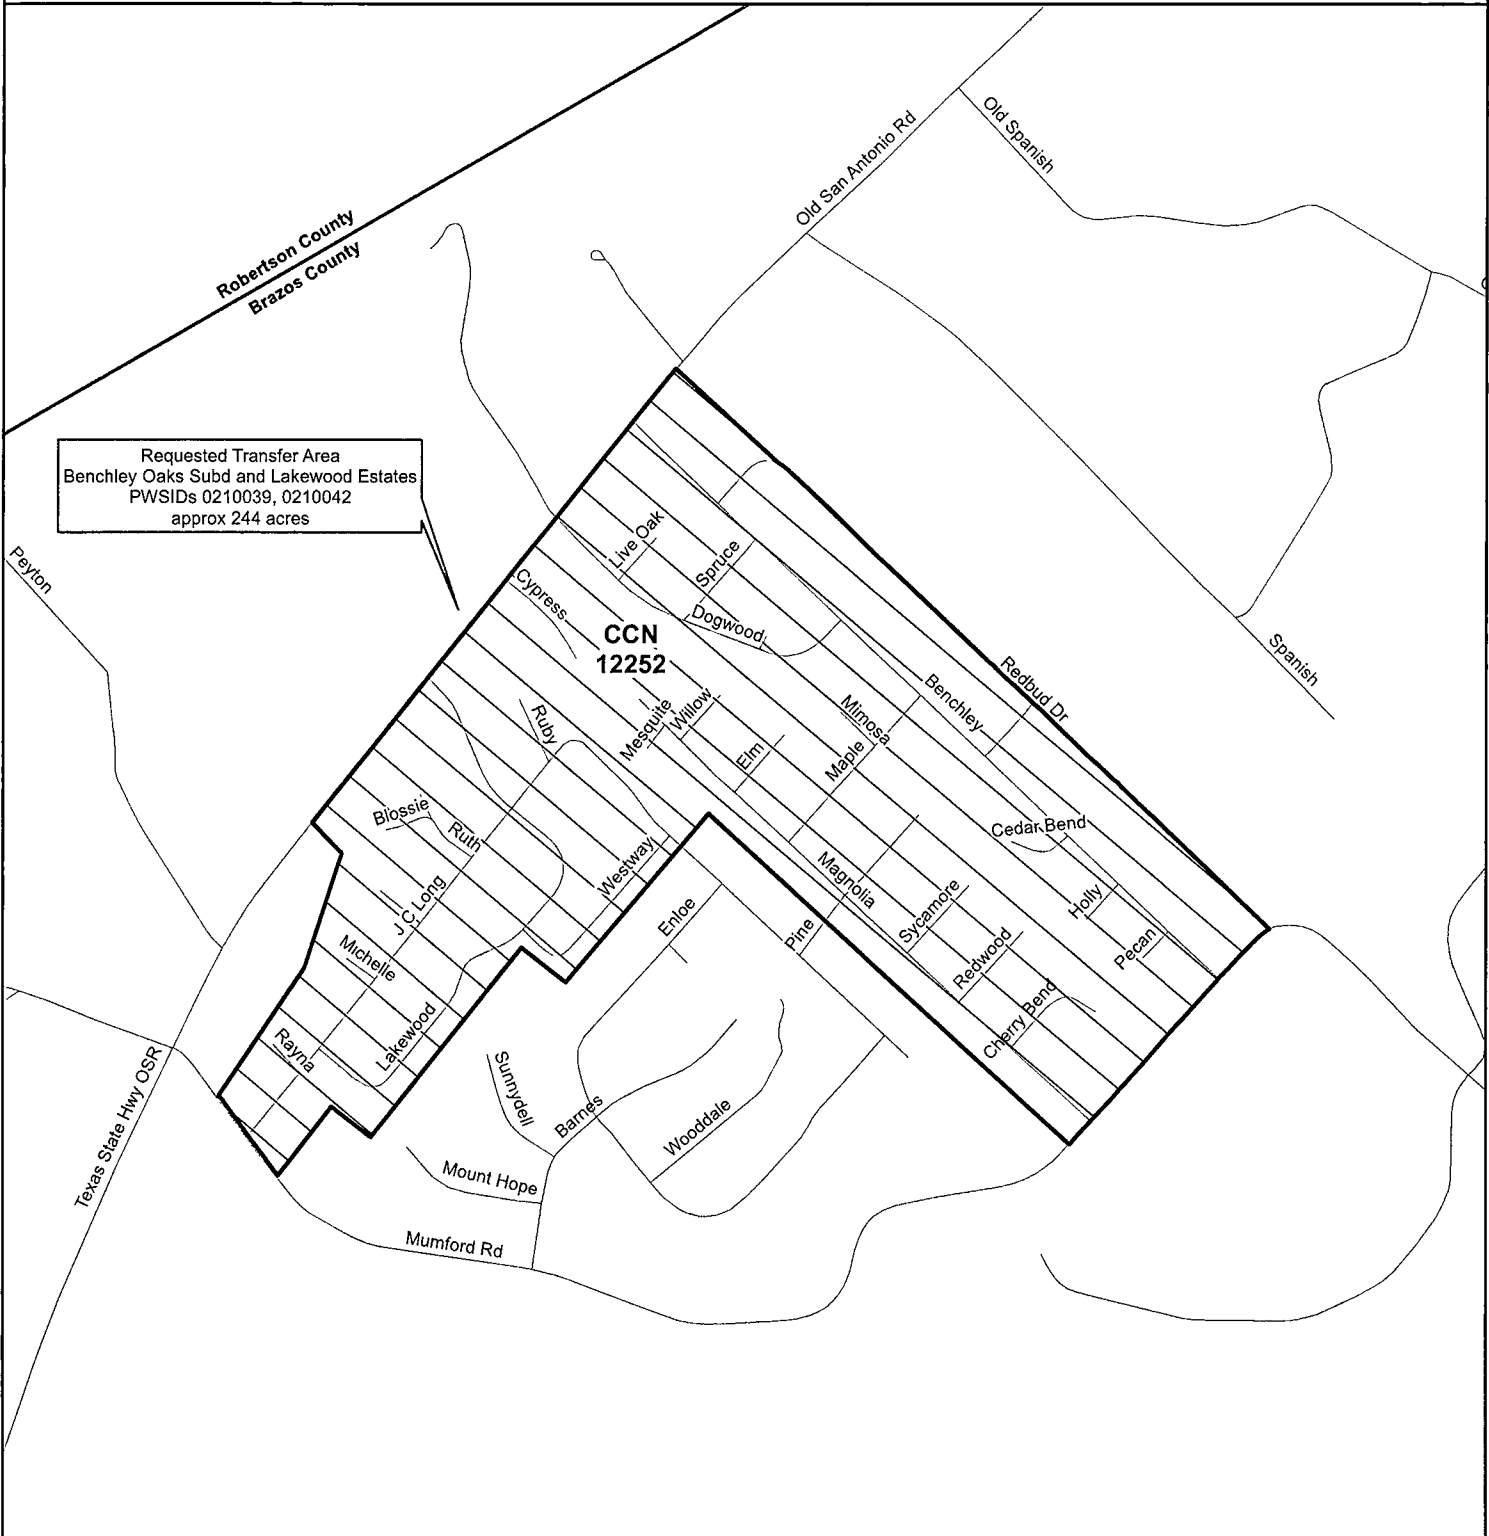 Old Spanish
Old San Antonio Rd
Robertson County
Brazos County
Requested Transfer Area
Benchley Oaks Subd and Lakewood Estates
PWSIDs 0210039, 0210042
approx 244 acres
Peyton
Live Oak
Spruce
Cypress
Dogwood
CCN
12252
Spanish
Redbud Dr
Benchley
Ruby
Mesquite
Willow
Mimosa
Elm
Maple
Blossie
Ruth
Cedar Bend
Westway
Magnolia
J C Long
Enloe
Sycamore
Holly
Pine
Michelle
Redwood
Pecan
Lakewood
Cherry Bend
Rayna
Texas State Hwy OSR
Sunnydell
Barnes
Wooddale
Mount Hope
Mumford Rd